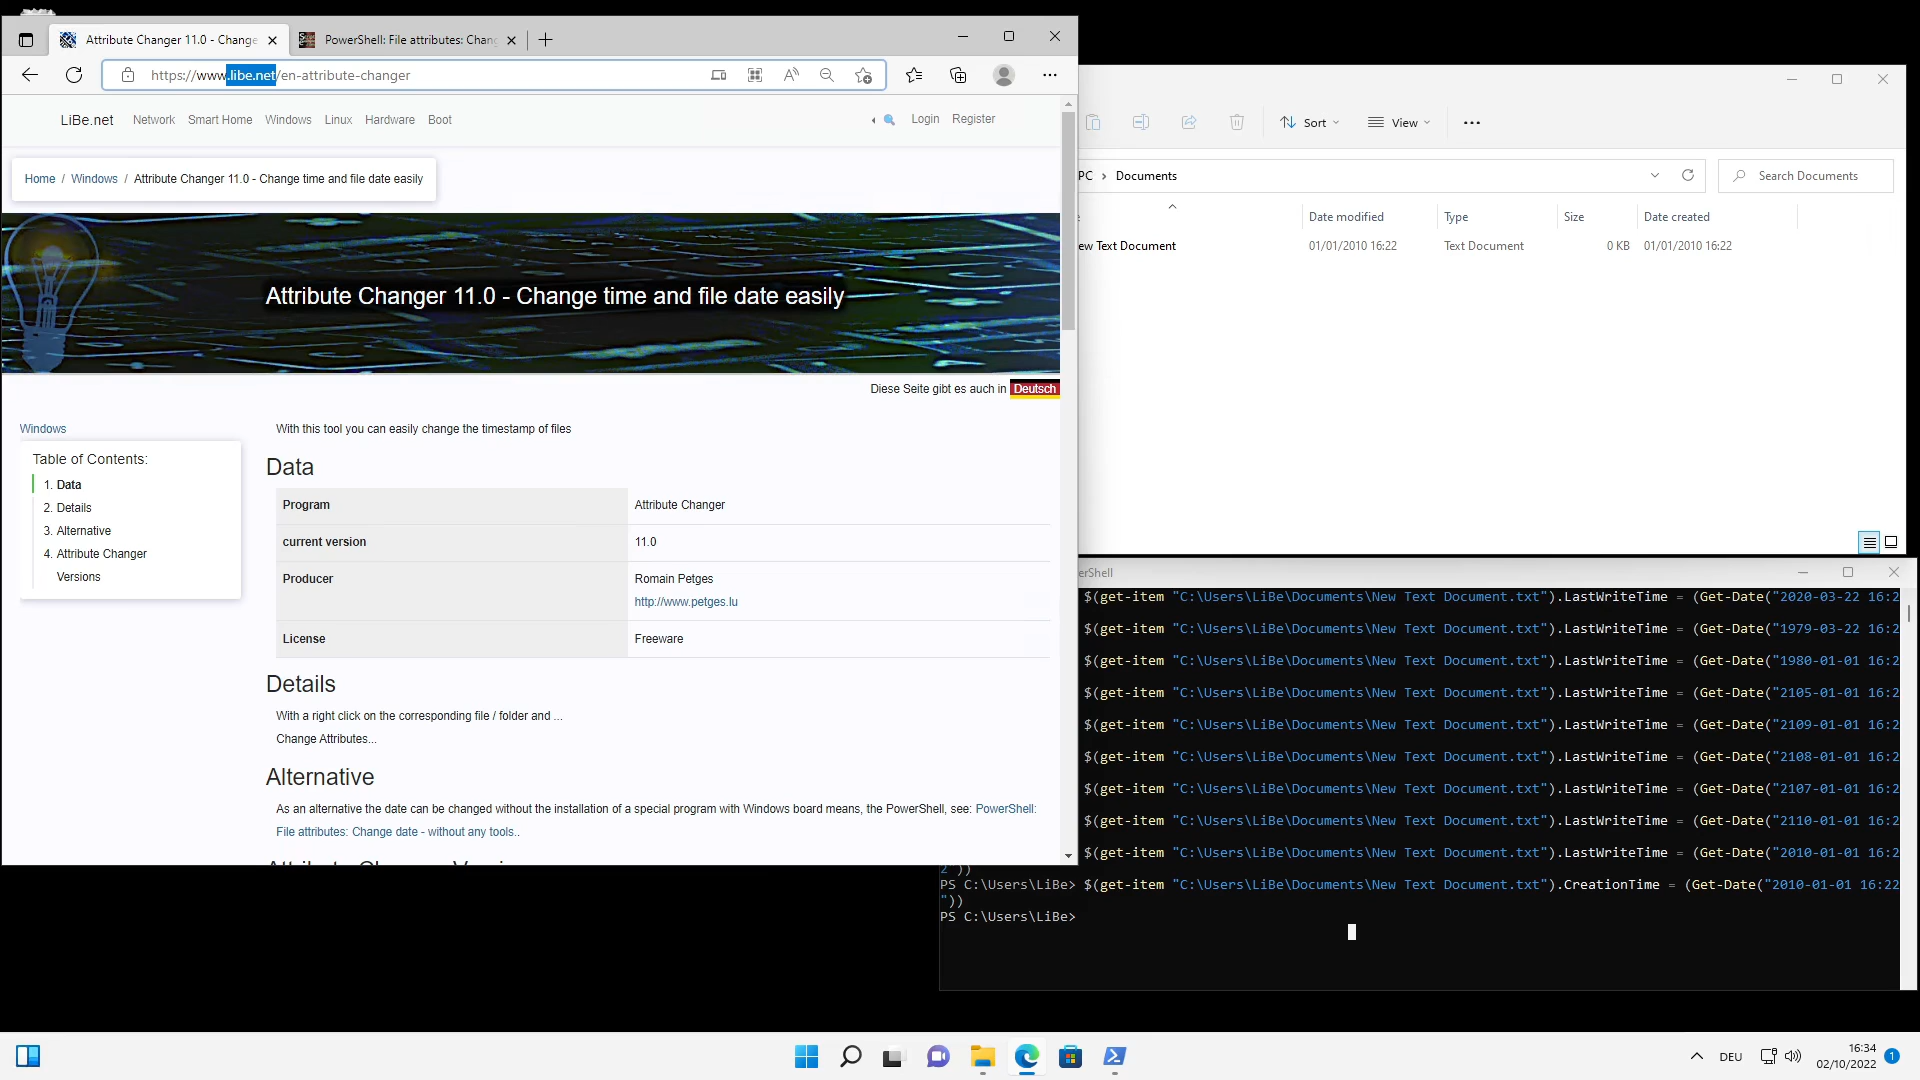 Attribute Changer 11.0 - Change
PowerShell: File attributes: Chang
https://www.libe.net/en-attribute-changer
LiBe.net
Network
Smart Home
Windows
Linux
Hardware
Boot
Login
Register
Home / Windows / Attribute Changer 11.0 - Change time and file date easily
Attribute Changer 11.0 - Change time and file date easily
Diese Seite gibt es auch in Deutsch
Windows
Table of Contents:
1. Data
2. Details
3. Alternative
4. Attribute Changer
Versions
With this tool you can easily change the timestamp of files
Data
Program Attribute Changer
current version 11.0
Producer Romain Petges
http://www.petges.lu
License Freeware
Details
With a right click on the corresponding file / folder and ...
Change Attributes...
Alternative
As an alternative the date can be changed without the installation of a special program with Windows board means, the PowerShell, see: PowerShell:
File attributes: Change date - without any tools..
Sort
View
PC > Documents
Search Documents
Date modified Type Size Date created
ew Text Document 01/01/2010 16:22 Text Document 0 KB 01/01/2010 16:22
erShell
$(get-item "C:\Users\LiBe\Documents\New Text Document.txt").LastWriteTime = (Get-Date("2020-03-22 16:2
$(get-item "C:\Users\LiBe\Documents\New Text Document.txt").LastWriteTime = (Get-Date("1979-03-22 16:2
$(get-item "C:\Users\LiBe\Documents\New Text Document.txt").LastWriteTime = (Get-Date("1980-01-01 16:2
$(get-item "C:\Users\LiBe\Documents\New Text Document.txt").LastWriteTime = (Get-Date("2105-01-01 16:2
$(get-item "C:\Users\LiBe\Documents\New Text Document.txt").LastWriteTime = (Get-Date("2109-01-01 16:2
$(get-item "C:\Users\LiBe\Documents\New Text Document.txt").LastWriteTime = (Get-Date("2108-01-01 16:2
$(get-item "C:\Users\LiBe\Documents\New Text Document.txt").LastWriteTime = (Get-Date("2107-01-01 16:2
$(get-item "C:\Users\LiBe\Documents\New Text Document.txt").LastWriteTime = (Get-Date("2110-01-01 16:2
$(get-item "C:\Users\LiBe\Documents\New Text Document.txt").LastWriteTime = (Get-Date("2010-01-01 16:2
2"))
PS C:\Users\LiBe> $(get-item "C:\Users\LiBe\Documents\New Text Document.txt").CreationTime = (Get-Date("2010-01-01 16:22
"))
PS C:\Users\LiBe>
DEU
16:34
02/10/2022
1